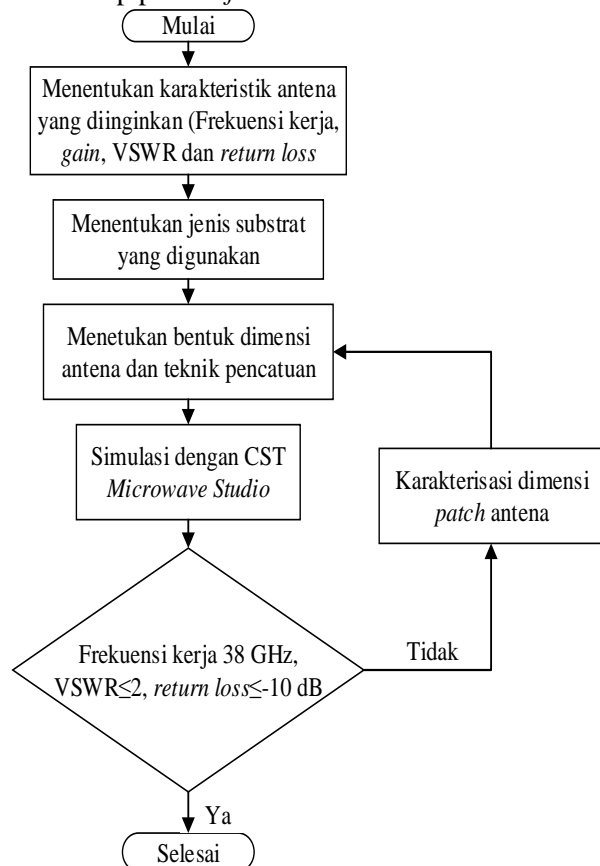 Mulai
Menentukan karakteristik antena
yang diinginkan (Frekuensi kerja,
gain, VSWR dan return loss
Menentukan jenis substrat
yang digunakan
Menetukan bentuk dimensi
antena dan teknik pencatuan
Simulasi dengan CST
Microwave Studio
Karakterisasi dimensi
patch antena
Frekuensi kerja 38 GHz,
VSWR≤2, return loss≤-10 dB
Tidak
Ya
Selesai